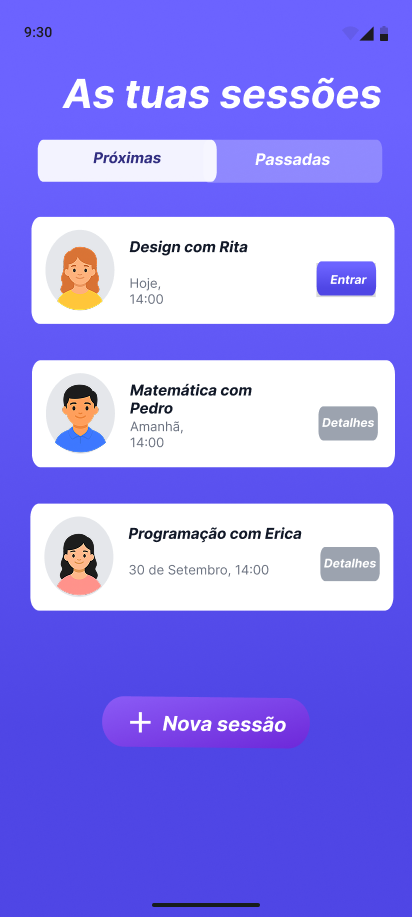 9:30
As tuas sessões
Próximas
Passadas
Design com Rita
Hoje,
14:00
Entrar
Matemática com
Pedro
Amanhã,
14:00
Detalhes
Programação com Erica
30 de Setembro, 14:00
Detalhes
Nova sessão